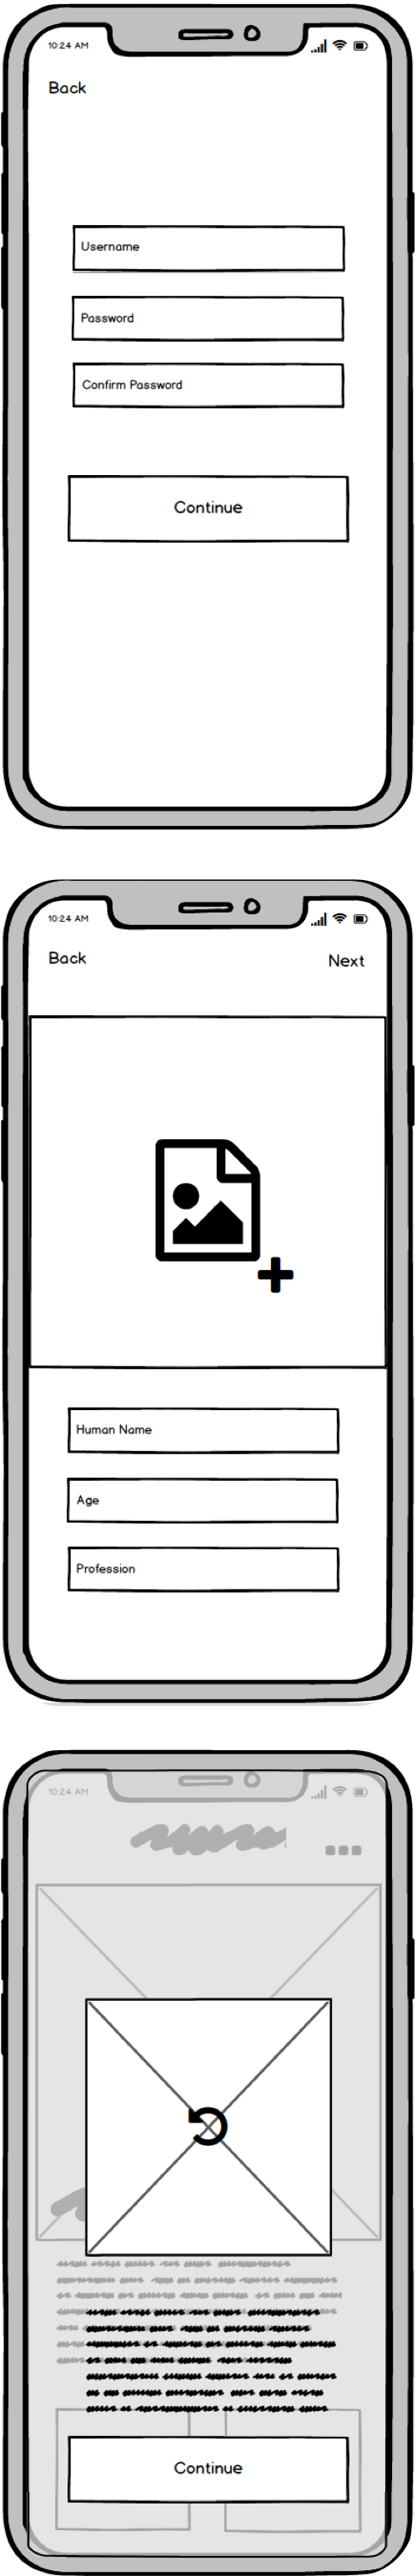 10:24 AM
Back
Username
Password
Confirm Password
Continue
10:24 AM
Back
Next
Human Name
Age
Profession
10:24 AM
Continue